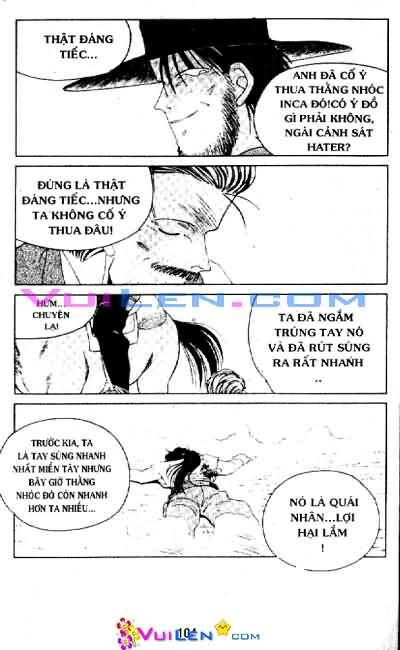 THẬT ĐÁNG
TIẾC...
ANH ĐÃ CỐ Ý
THUA THẰNG NHÓC
INCA ĐÓ!CÓ Ý ĐỒ
GÌ PHẢI KHÔNG,
NGÀI CẢNH SÁT
HATER?
ĐÚNG LÀ THẬT
ĐÁNG TIẾC...NHƯNG
TA KHÔNG CỐ Ý
THUA ĐÂU!
VUILEN.COM
HỪM..
CHUYỆN
LẠ!
TA ĐÃ NGẮM
TRÚNG TAY NÓ
VÀ ĐÃ RÚT SÚNG
RA RẤT NHANH
..
TRƯỚC KIA, TA
LÀ TAY SÚNG NHANH
NHẤT MIỀN TÂY NHƯNG
BÂY GIỜ THẰNG
NHÓC ĐÓ CÒN NHANH
HƠN TA NHIỀU...
NÓ LÀ QUÁI
NHÂN...LỢI
HẠI LẮM
!
VUILEN.COM